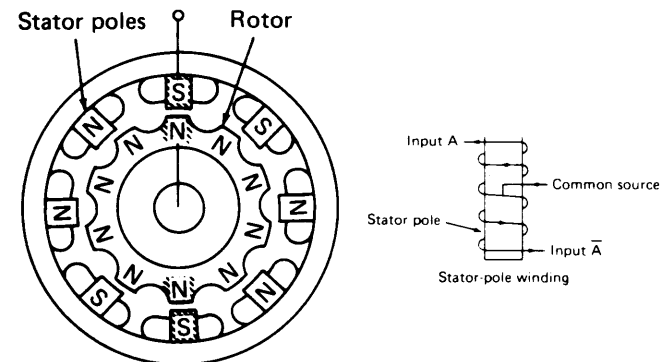 Stator poles
Rotor
S
N
S
N
N
N
N
N
N
N
N
N
N
N
N
S
N
N
S
Input A
Common source
Stator pole
Input A̅
Stator-pole winding